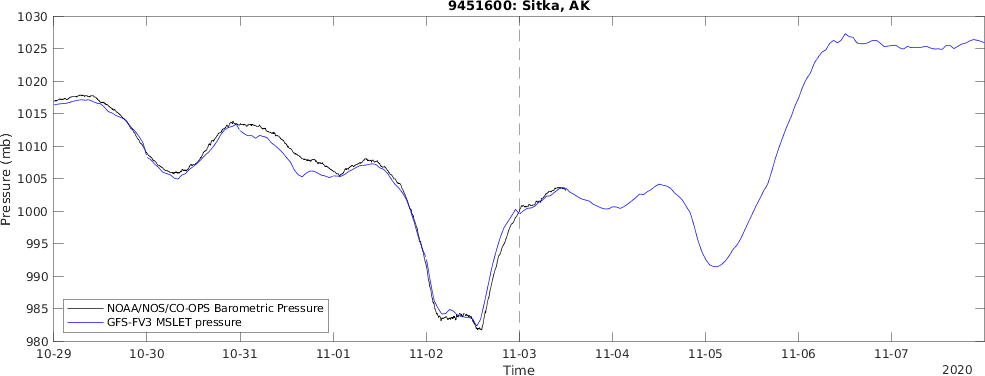 9451600: Sitka, AK
Pressure (mb)
1030
1025
1020
1015
1010
1005
1000
995
990
985
980
NOAA/NOS/CO-OPS Barometric Pressure
GFS-FV3 MSLET pressure
10-29 10-30 10-31 11-01 11-02 11-03 11-04 11-05 11-06 11-07
Time
2020